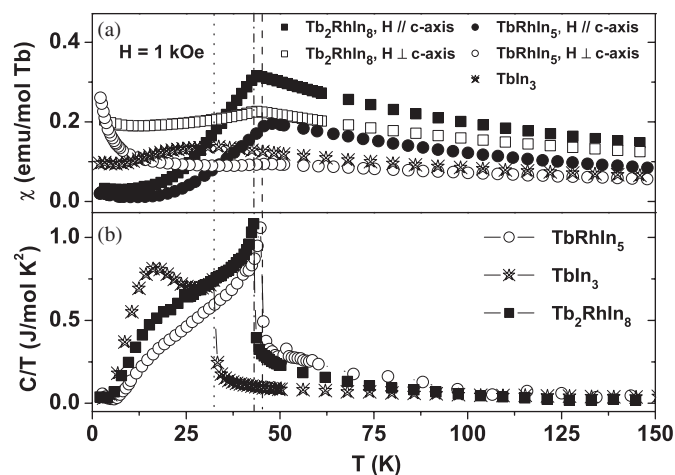 (a)
H = 1 kOe
Tb₂RhIn₈, H // c-axis
TbRhIn₅, H // c-axis
Tb₂RhIn₈, H ⊥ c-axis
TbRhIn₅, H ⊥ c-axis
TbIn₃
χ (emu/mol Tb)
0.4
0.2
0.0
(b)
TbRhIn₅
TbIn₃
Tb₂RhIn₈
C/T (J/mol K²)
1.0
0.5
0.0
0 25 50 75 100 125 150
T (K)